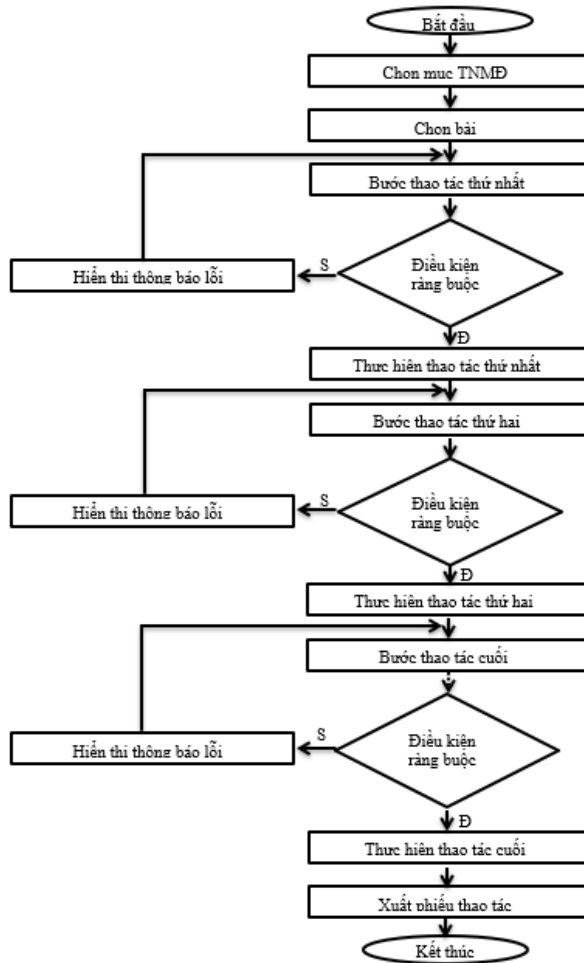 Bắt đầu
Chon muc TNMĐ
Chon bài
Bước thao tác thứ nhất
S
Điều kiện
ràng buộc
Hiển thi thông báo lỗi
Đ
Thưc hiên thao tác thứ nhất
Bước thao tác thứ hai
S
Điều kiện
ràng buộc
Hiển thi thông báo lỗi
Đ
Thưc hiên thao tác thứ hai
Bước thao tác cuối
S
Điều kiện
ràng buộc
Hiển thi thông báo lỗi
Đ
Thưc hiên thao tác cuối
Xuất phiếu thao tác
Kết thúc